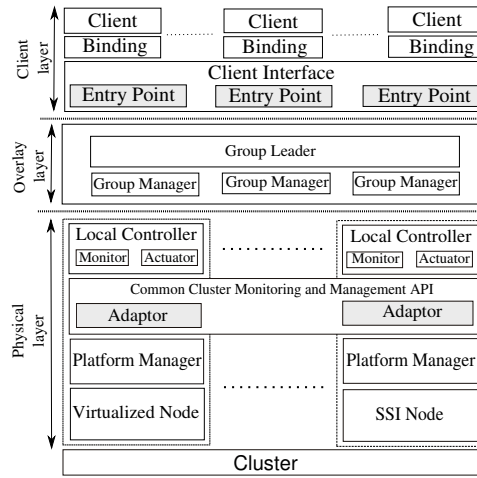 Client Client Client
Binding Binding Binding
Client Interface
Entry Point Entry Point Entry Point
Client
layer
Group Leader
Group Manager Group Manager Group Manager
Overlay
layer
Local Controller Local Controller
Monitor Actuator Monitor Actuator
Common Cluster Monitoring and Management API
Adaptor Adaptor
Platform Manager Platform Manager
Virtualized Node SSI Node
Physical
layer
Cluster